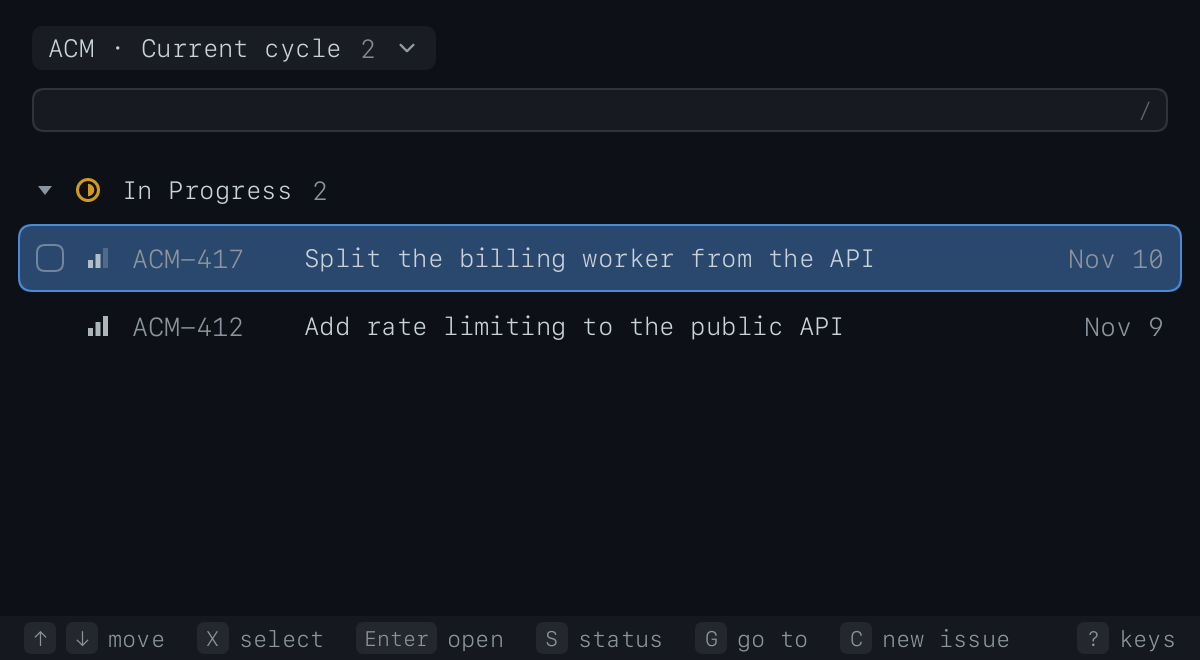 ACM · Current cycle 2
/
In Progress 2
ACM–417 Split the billing worker from the API Nov 10
ACM–412 Add rate limiting to the public API Nov 9
↑ ↓ move X select Enter open S status G go to C new issue ? keys